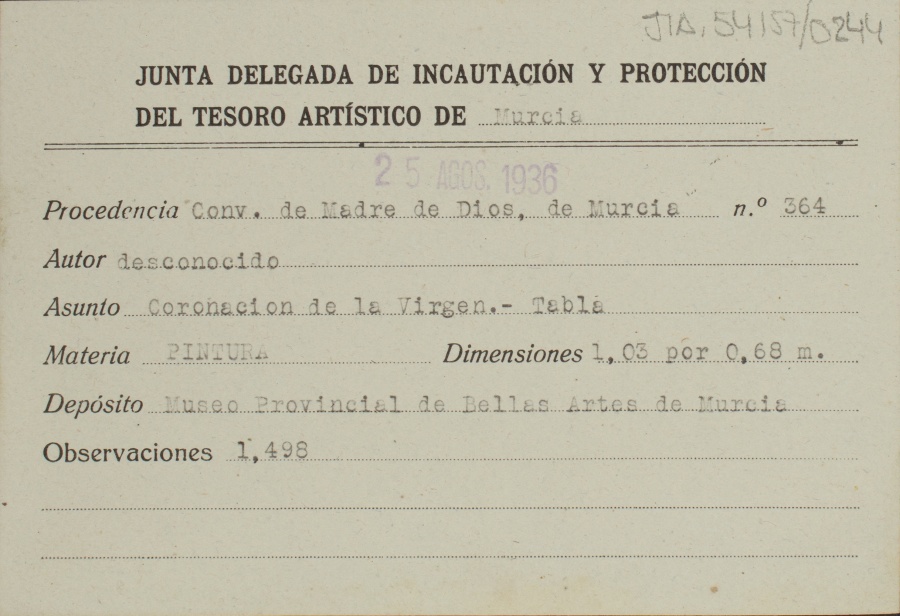 JTA, 54157/0244
JUNTA DELEGADA DE INCAUTACIÓN Y PROTECCIÓN
DEL TESORO ARTÍSTICO DE Murcia
25 AGOS. 1936
Procedencia Conv. de Madre de Dios, de Murcia n.º 364
Autor desconocido
Asunto Coronacion de la Virgen.- Tabla
Materia PINTURA Dimensiones 1,03 por 0,68 m.
Depósito Museo Provincial de Bellas Artes de Murcia
Observaciones 1,498